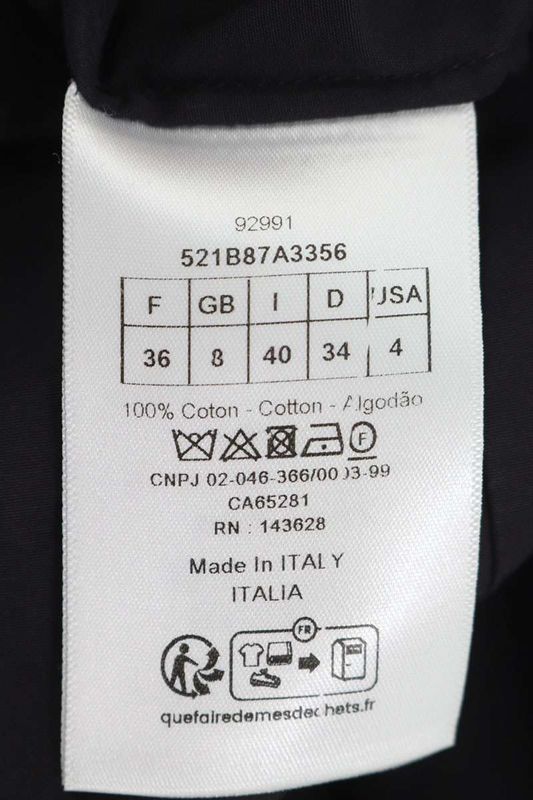 92991
521B87A3356
F GB I D USA
36 8 40 34 4
100% Coton - Cotton - Algodão
F
CNPJ 02-046-366/0003-99
CA65281
RN : 143628
Made In ITALY
ITALIA
FR
quefairedemesdechets.fr